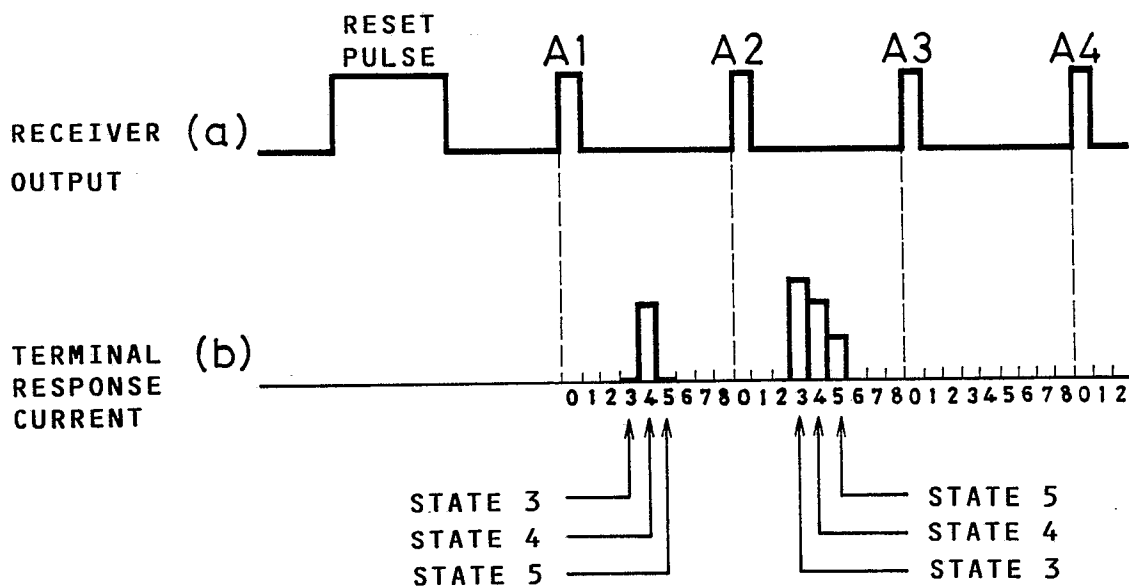 RESET
PULSE
A1 A2 A3 A4
RECEIVER (a)
OUTPUT
TERMINAL (b)
RESPONSE
CURRENT
0 1 2 3 4 5 6 7 8 0 1 2 3 4 5 6 7 8 0 1 2 3 4 5 6 7 8 0 1 2
STATE 3
STATE 4
STATE 5
STATE 5
STATE 4
STATE 3